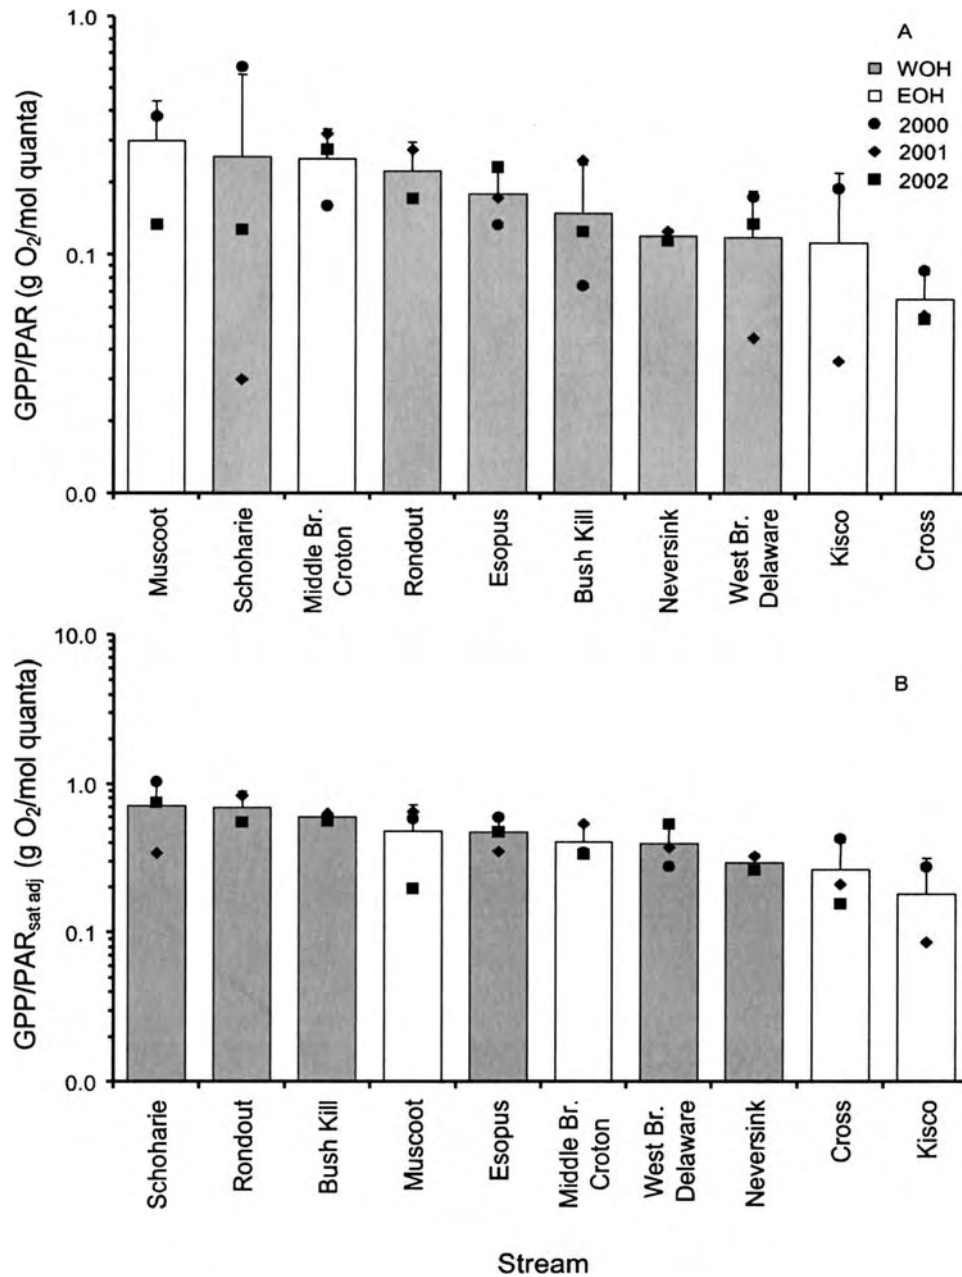 1.0
0.1
0.0
GPP/PAR (g O₂/mol quanta)
A
WOH
EOH
2000
2001
2002
Muscoot
Schoharie
Middle Br.
Croton
Rondout
Esopus
Bush Kill
Neversink
West Br.
Delaware
Kisco
Cross
10.0
1.0
0.1
0.0
GPP/PARsat adj (g O₂/mol quanta)
B
Schoharie
Rondout
Bush Kill
Muscoot
Esopus
Middle Br.
Croton
West Br.
Delaware
Neversink
Cross
Kisco
Stream